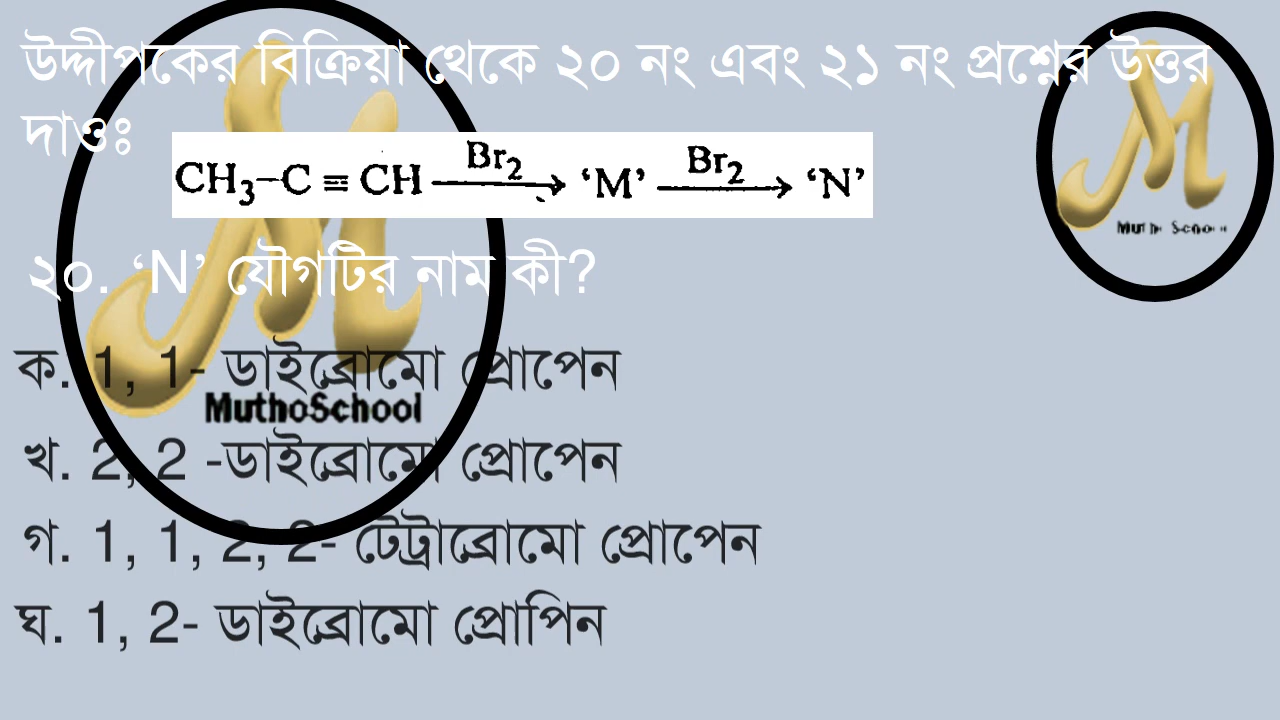 উদ্দীপকের বিক্রিয়া থেকে ২০ নং এবং ২১ নং প্রশ্নের উত্তর
দাওঃ
CH₃–C ≡ CH —Br₂→ ‘M’ —Br₂→ ‘N’
২০. ‘N’ যৌগটির নাম কী?
ক. 1, 1- ডাইব্রোমো প্রোপেন
MuthoSchool
খ. 2, 2 -ডাইব্রোমো প্রোপেন
গ. 1, 1, 2, 2- টেট্রাব্রোমো প্রোপেন
ঘ. 1, 2- ডাইব্রোমো প্রোপিন